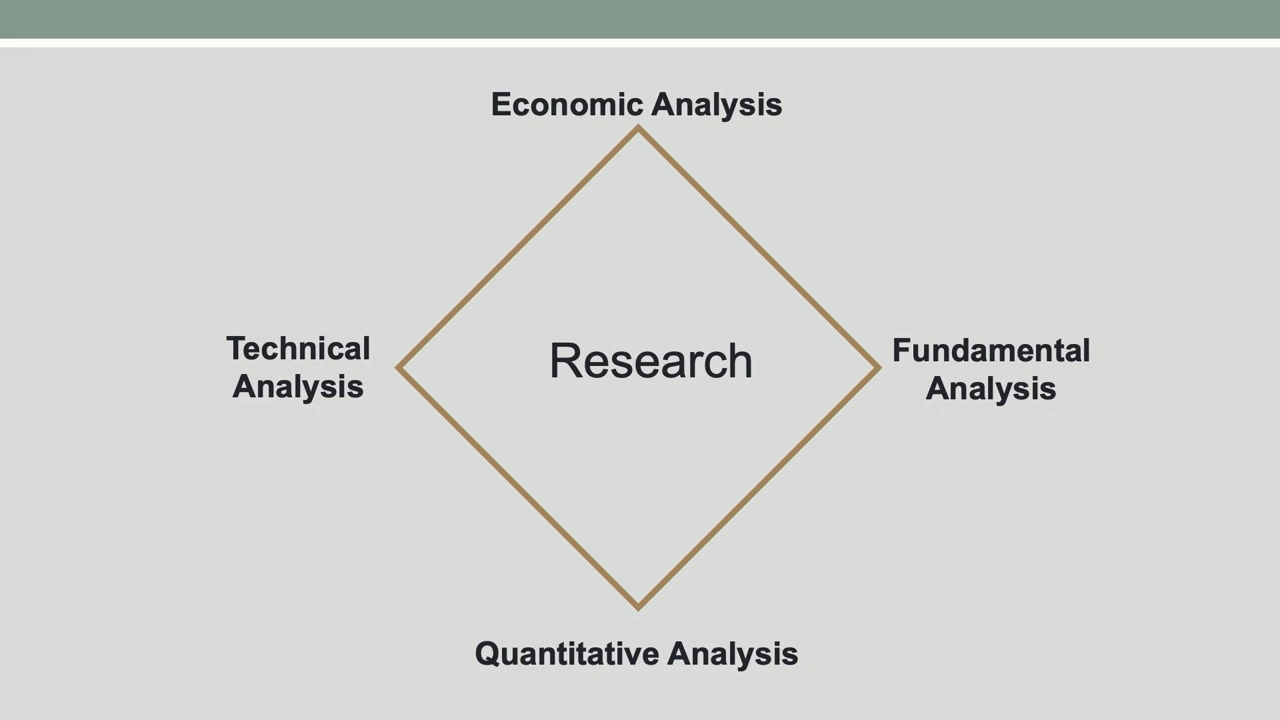 Economic Analysis
Technical
Analysis
Research
Fundamental
Analysis
Quantitative Analysis